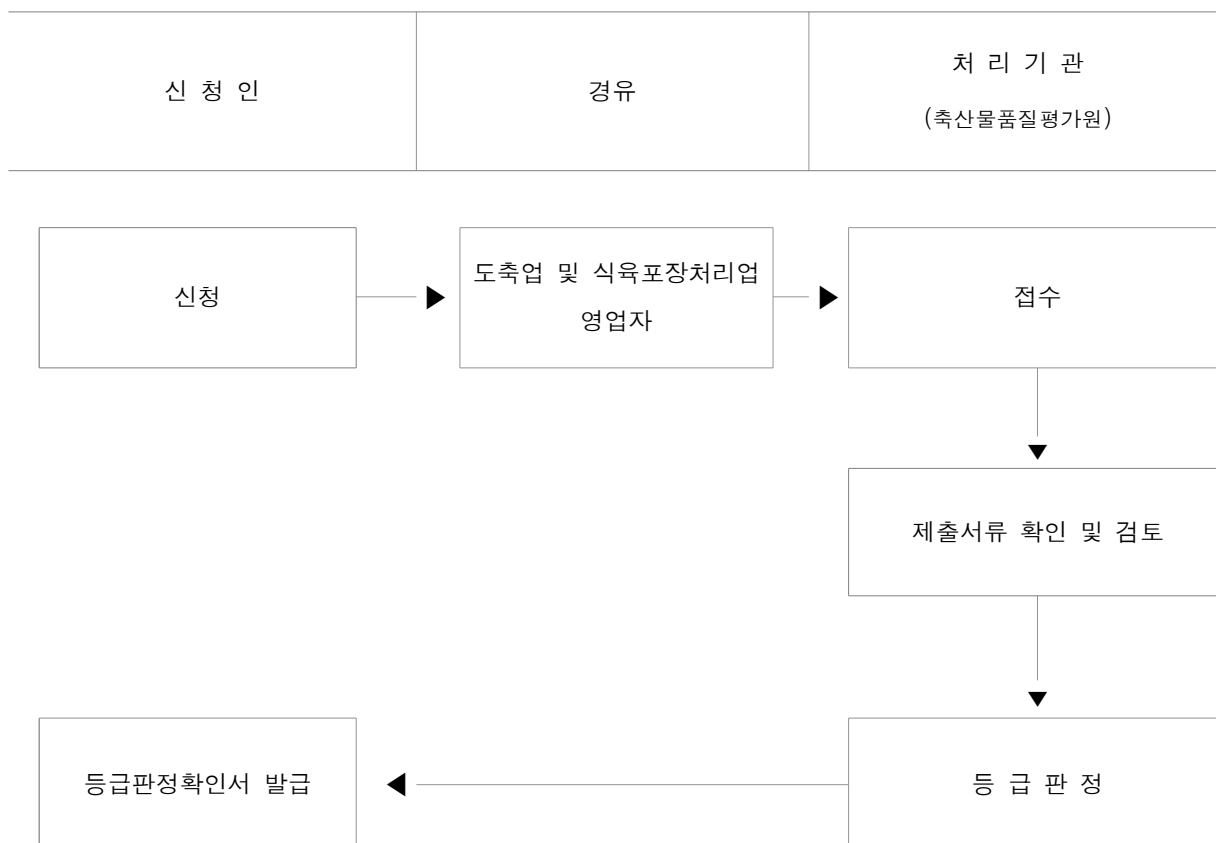 신 청 인
경유
처 리 기 관
(축산물품질평가원)
신청
도축업 및 식육포장처리업
영업자
접수
제출서류 확인 및 검토
등급판정확인서 발급
등 급 판 정